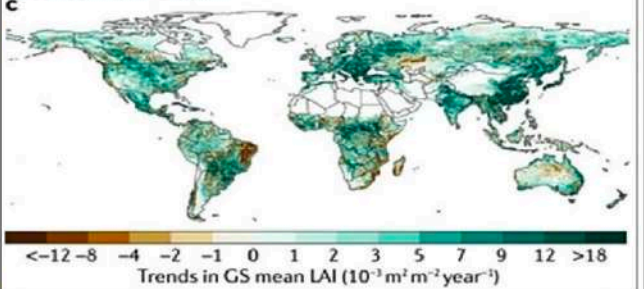 c
<−12 −8 −4 −2 −1 0 1 2 3 5 7 9 12 >18
Trends in GS mean LAI (10⁻³ m² m⁻² year⁻¹)